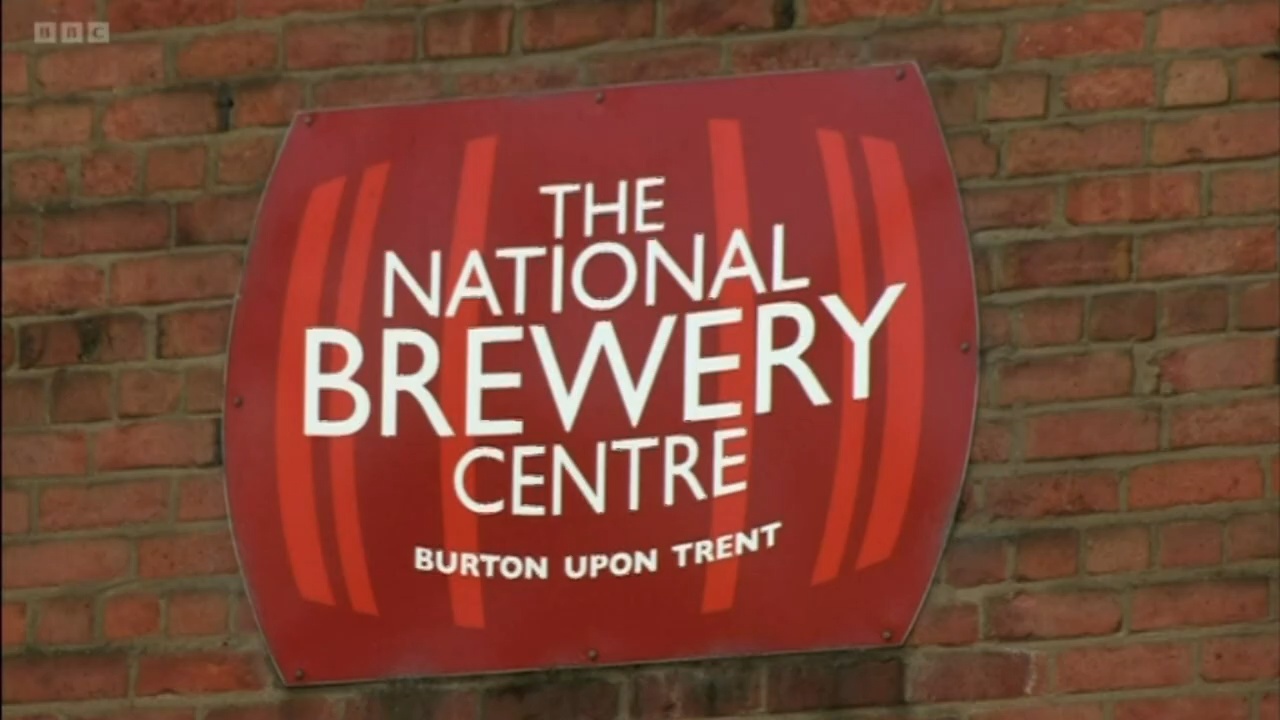 BBC
THE
NATIONAL
BREWERY
CENTRE
BURTON UPON TRENT